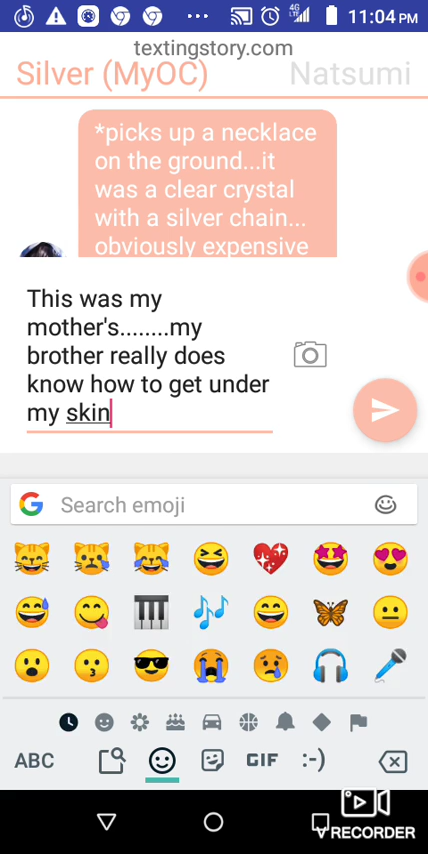 11:04 PM
4G
LTE
textingstory.com
Silver (MyOC)
Natsumi
*picks up a necklace
on the ground...it
was a clear crystal
with a silver chain...
obviously expensive
This was my
mother's........my
brother really does
know how to get under
my skin
Search emoji
ABC
GIF
:-)
RECORDER